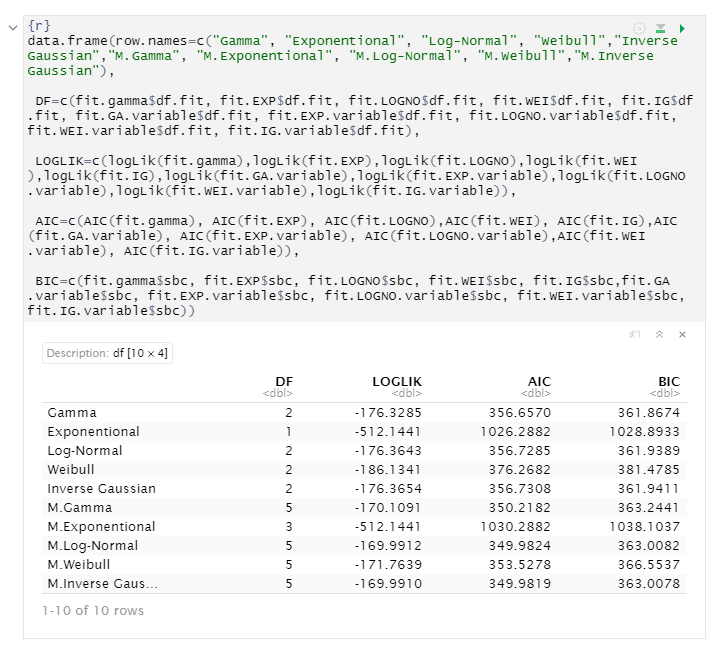 {r}
data.frame(row.names=c("Gamma", "Exponential", "Log-Normal", "Weibull","Inverse
Gaussian","M.Gamma", "M.Exponential", "M.Log-Normal", "M.Weibull","M.Inverse
Gaussian"),
DF=c(fit.gamma$df.fit, fit.EXP$df.fit, fit.LOGNO$df.fit, fit.WEI$df.fit, fit.IG$df
.fit, fit.GA.variable$df.fit, fit.EXP.variable$df.fit, fit.LOGNO.variable$df.fit,
fit.WEI.variable$df.fit, fit.IG.variable$df.fit),
LOGLIK=c(logLik(fit.gamma),logLik(fit.EXP),logLik(fit.LOGNO),logLik(fit.WEI
),logLik(fit.IG),logLik(fit.GA.variable),logLik(fit.EXP.variable),logLik(fit.LOGNO
.variable),logLik(fit.WEI.variable),logLik(fit.IG.variable)),
AIC=c(AIC(fit.gamma), AIC(fit.EXP), AIC(fit.LOGNO),AIC(fit.WEI), AIC(fit.IG),AIC
(fit.GA.variable), AIC(fit.EXP.variable), AIC(fit.LOGNO.variable),AIC(fit.WEI
.variable), AIC(fit.IG.variable)),
BIC=c(fit.gamma$sbc, fit.EXP$sbc, fit.LOGNO$sbc, fit.WEI$sbc, fit.IG$sbc,fit.GA
.variable$sbc, fit.EXP.variable$sbc, fit.LOGNO.variable$sbc, fit.WEI.variable$sbc,
fit.IG.variable$sbc))
Description: df [10 × 4]
DF LOGLIK AIC BIC
<dbl> <dbl> <dbl> <dbl>
Gamma 2 -176.3285 356.6570 361.8674
Exponential 1 -512.1441 1026.2882 1028.8933
Log-Normal 2 -176.3643 356.7285 361.9389
Weibull 2 -186.1341 376.2682 381.4785
Inverse Gaussian 2 -176.3654 356.7308 361.9411
M.Gamma 5 -170.1091 350.2182 363.2441
M.Exponential 3 -512.1441 1030.2882 1038.1037
M.Log-Normal 5 -169.9912 349.9824 363.0082
M.Weibull 5 -171.7639 353.5278 366.5537
M.Inverse Gaus... 5 -169.9910 349.9819 363.0078
1-10 of 10 rows